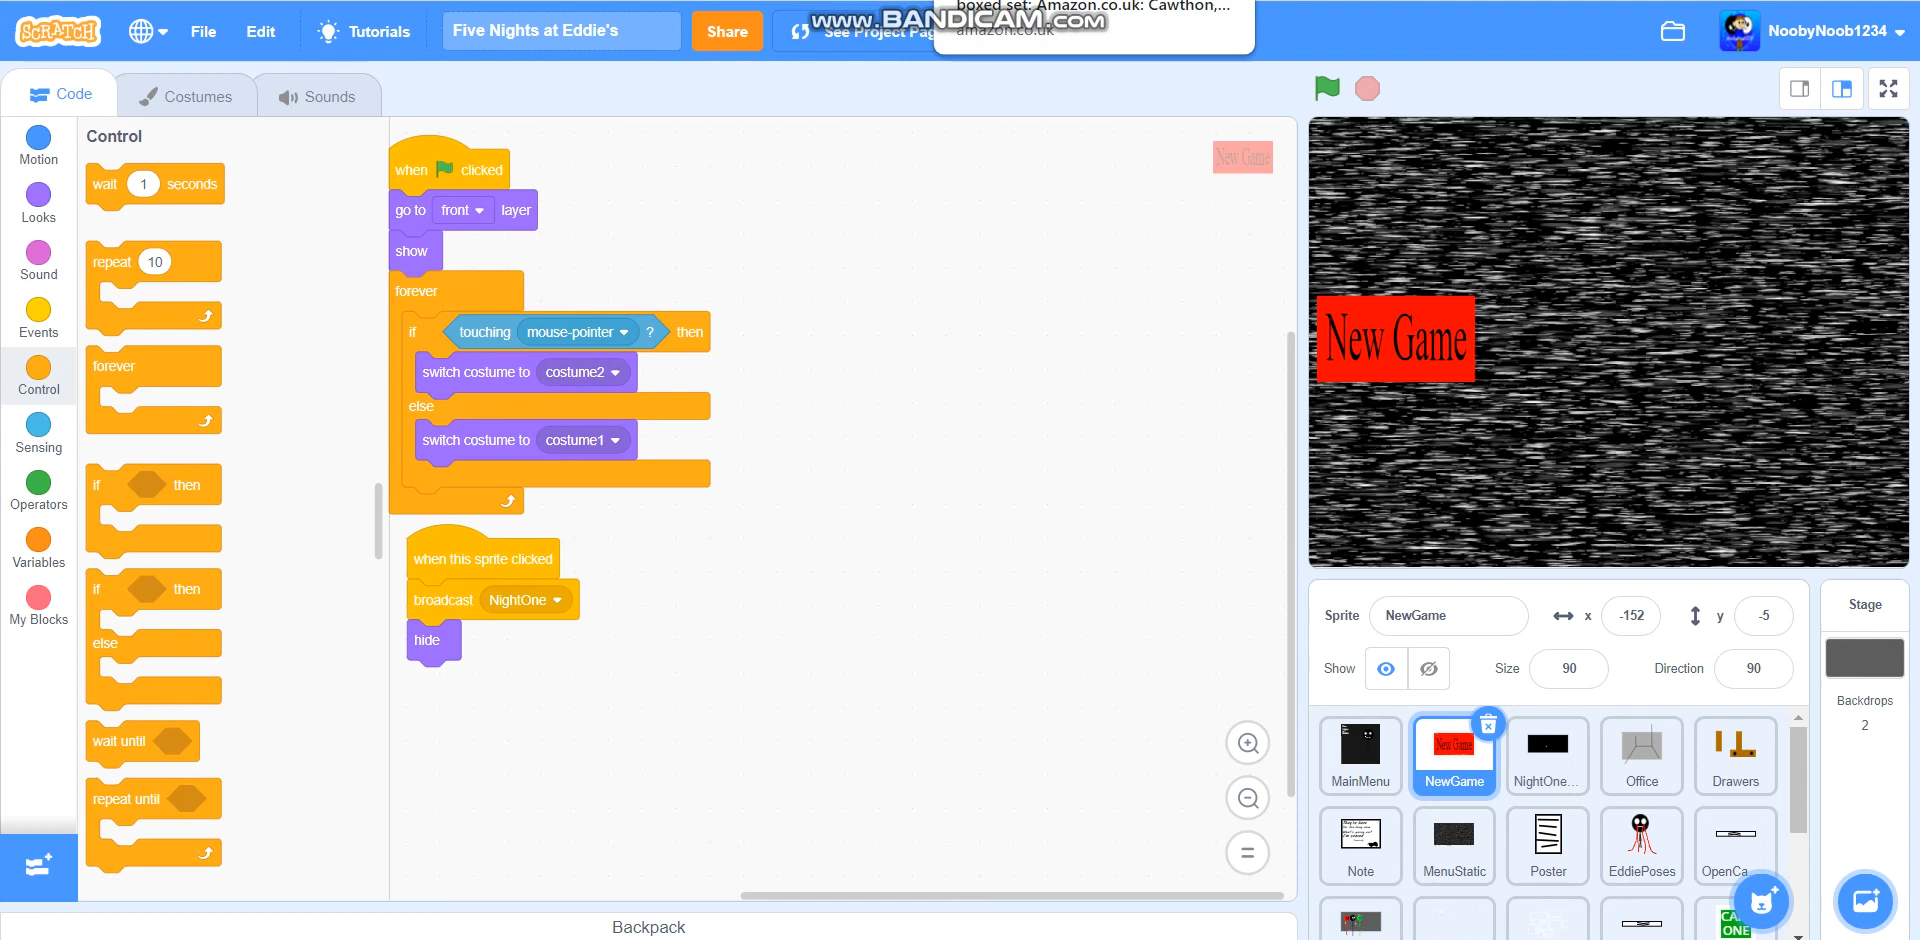 boxed set: Amazon.co.uk: Cawthon,...
amazon.co.uk
www.BANDICAM.com
SCRATCH
File
Edit
Tutorials
Five Nights at Eddie's
Share
See Project Pag
NoobyNoob1234
Code
Costumes
Sounds
Motion
Looks
Sound
Events
Control
Sensing
Operators
Variables
My Blocks
Control
wait 1 seconds
repeat 10
forever
if then
if then
else
wait until
repeat until
when clicked
go to front layer
show
forever
if touching mouse-pointer ? then
switch costume to costume2
else
switch costume to costume1
when this sprite clicked
broadcast NightOne
hide
New Game
Backpack
New Game
Sprite NewGame x -152 y -5
Show Size 90 Direction 90
Stage
Backdrops
2
MainMenu
New Game
NewGame
NightOne...
Office
Drawers
Note
MenuStatic
Poster
EddiePoses
OpenCa
CA
ONE